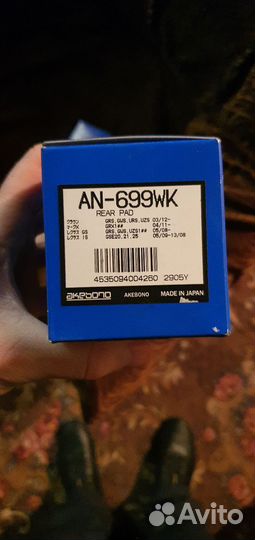 AN-699WK
REAR PAD
クラウン GRS,GWS,URS,UZS 03/12-
マークX GRX1## 04/11-
レクサス GS GRS,GWS,UZS1## 05/08-
レクサス IS GSE20,21,25 05/09-13/08
4535094004260 2905Y
akebono AKEBONO MADE IN JAPAN
Avito